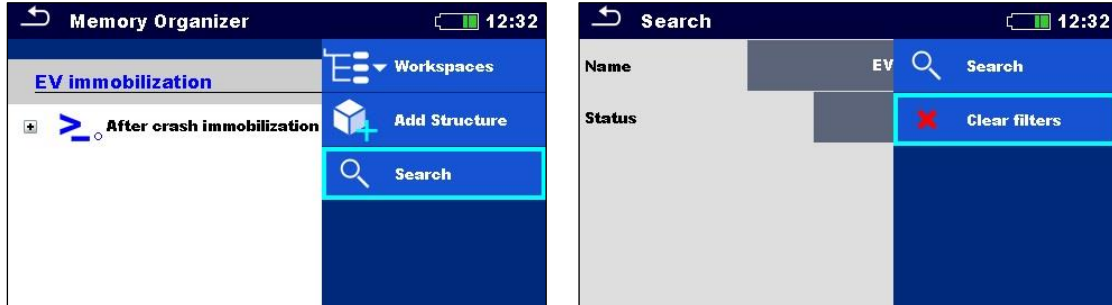 Memory Organizer 12:32
EV immobilization
After crash immobilization
Workspaces
Add Structure
Search
Search 12:32
Name EV
Status
Search
Clear filters